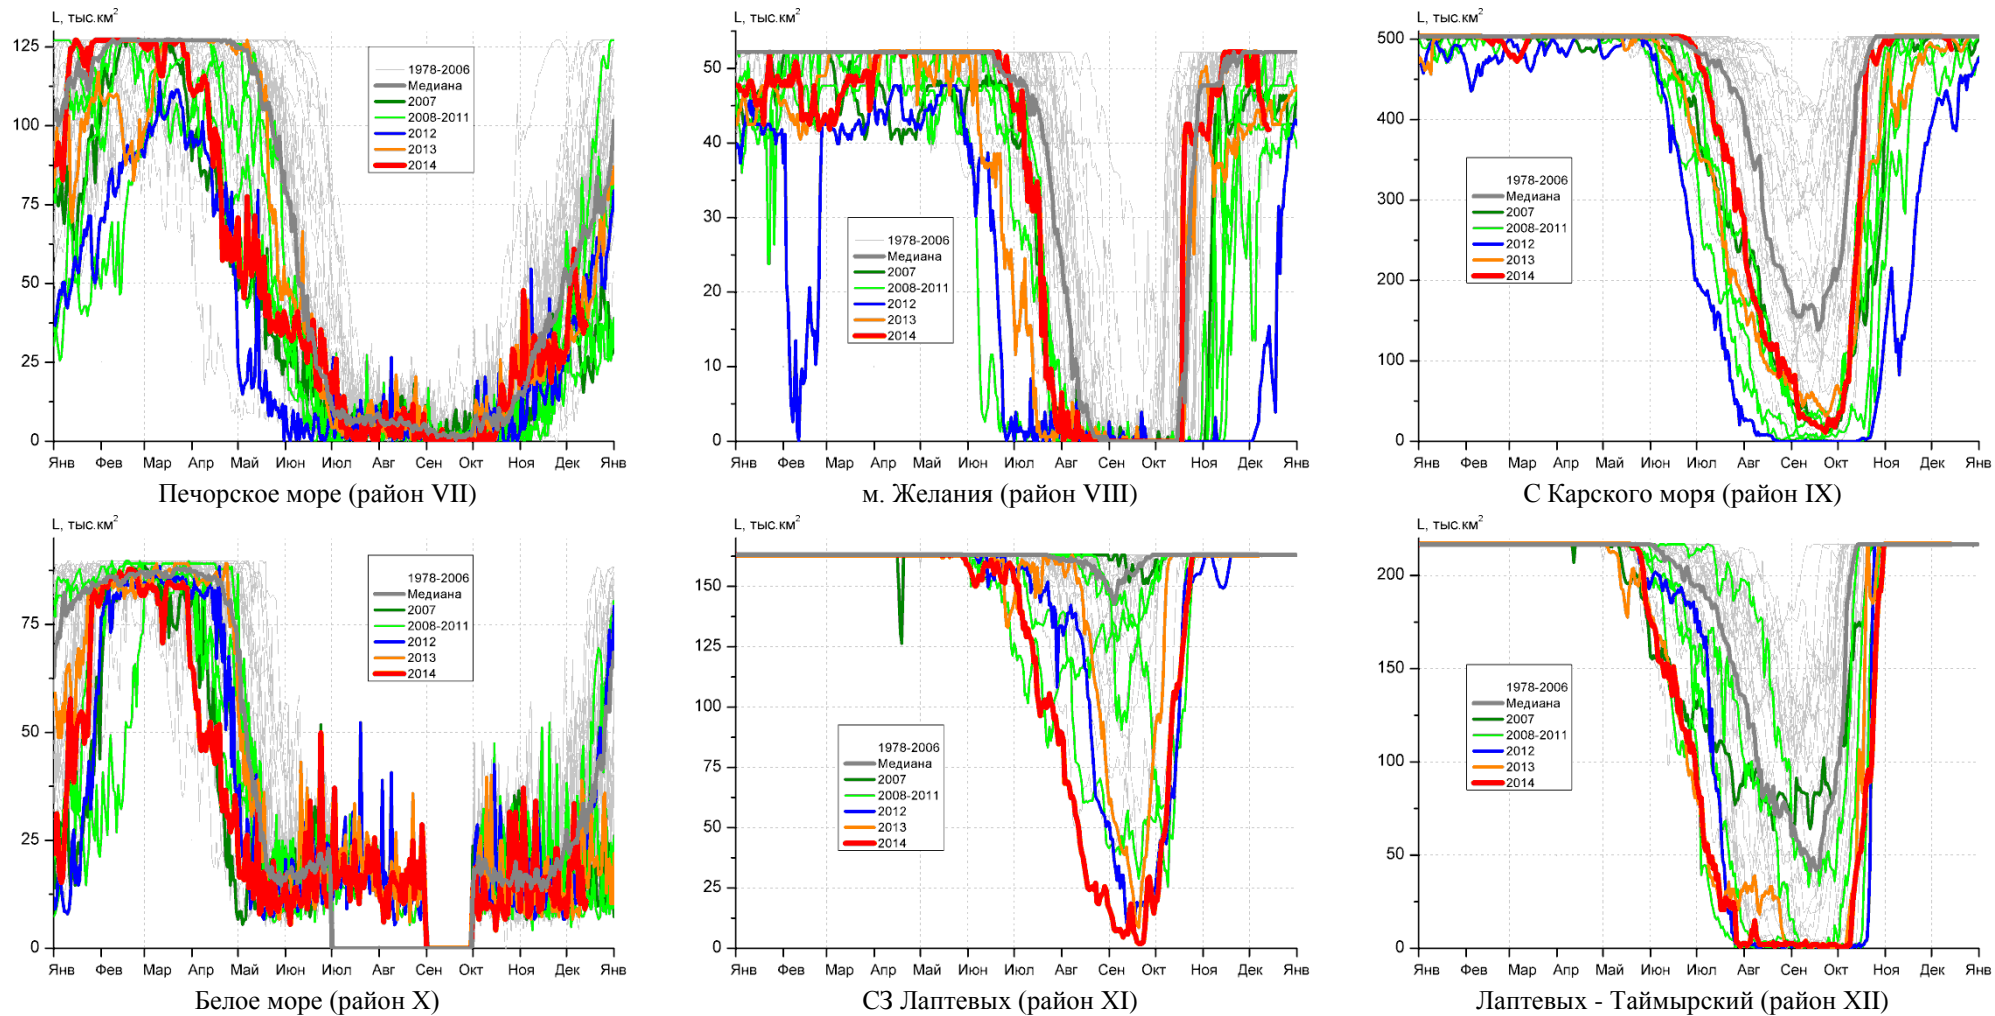 L, тыс.км²
125
100
75
50
25
0
1978-2006
Медиана
2007
2008-2011
2012
2013
2014
Янв Фев Мар Апр Май Июн Июл Авг Сен Окт Ноя Дек Янв
Печорское море (район VII)
L, тыс.км²
50
40
30
20
10
0
1978-2006
Медиана
2007
2008-2011
2012
2013
2014
Янв Фев Мар Апр Май Июн Июл Авг Сен Окт Ноя Дек Янв
м. Желания (район VIII)
L, тыс.км²
500
400
300
200
100
0
1978-2006
Медиана
2007
2008-2011
2012
2013
2014
Янв Фев Мар Апр Май Июн Июл Авг Сен Окт Ноя Дек Янв
С Карского моря (район IX)
L, тыс.км²
75
50
25
0
1978-2006
Медиана
2007
2008-2011
2012
2013
2014
Янв Фев Мар Апр Май Июн Июл Авг Сен Окт Ноя Дек Янв
Белое море (район X)
L, тыс.км²
150
125
100
75
50
25
0
1978-2006
Медиана
2007
2008-2011
2012
2013
2014
Янв Фев Мар Апр Май Июн Июл Авг Сен Окт Ноя Дек Янв
СЗ Лаптевых (район XI)
L, тыс.км²
200
150
100
50
0
1978-2006
Медиана
2007
2008-2011
2012
2013
2014
Янв Фев Мар Апр Май Июн Июл Авг Сен Окт Ноя Дек Янв
Лаптевых - Таймырский (район XII)